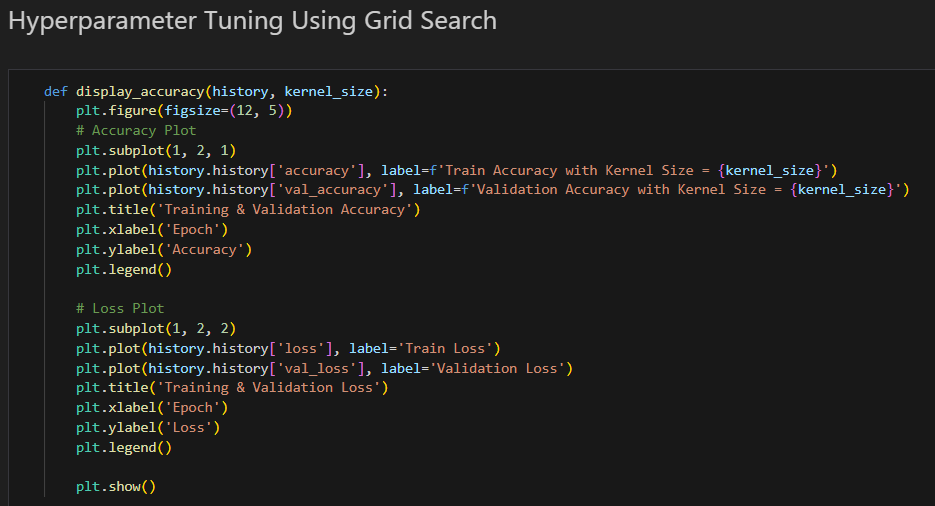 Hyperparameter Tuning Using Grid Search
def display_accuracy(history, kernel_size):
    plt.figure(figsize=(12, 5))
    # Accuracy Plot
    plt.subplot(1, 2, 1)
    plt.plot(history.history['accuracy'], label=f'Train Accuracy with Kernel Size = {kernel_size}')
    plt.plot(history.history['val_accuracy'], label=f'Validation Accuracy with Kernel Size = {kernel_size}')
    plt.title('Training & Validation Accuracy')
    plt.xlabel('Epoch')
    plt.ylabel('Accuracy')
    plt.legend()

    # Loss Plot
    plt.subplot(1, 2, 2)
    plt.plot(history.history['loss'], label='Train Loss')
    plt.plot(history.history['val_loss'], label='Validation Loss')
    plt.title('Training & Validation Loss')
    plt.xlabel('Epoch')
    plt.ylabel('Loss')
    plt.legend()

    plt.show()